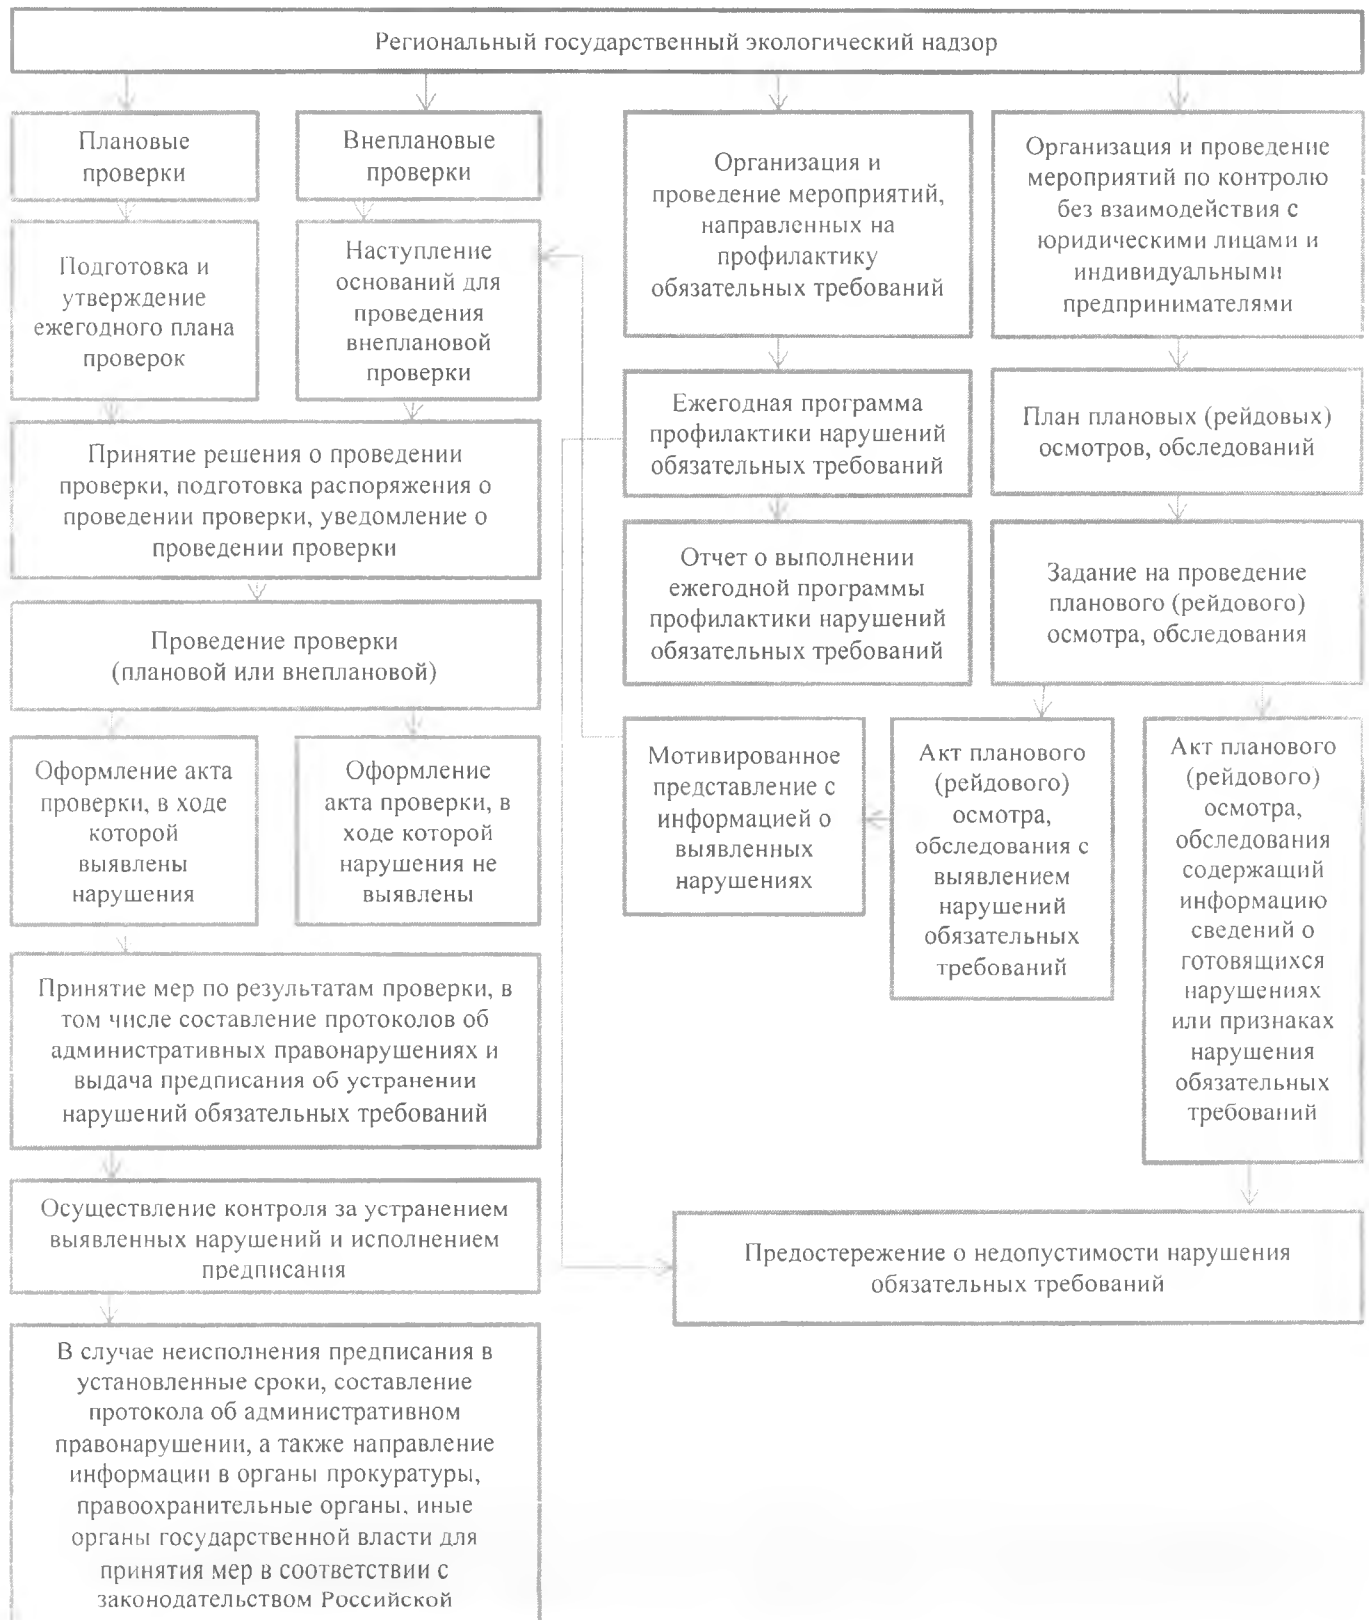 Региональный государственный экологический надзор
Плановые
проверки
Внеплановые
проверки
Организация и
проведение мероприятий,
направленных на
профилактику
обязательных требований
Организация и проведение
мероприятий по контролю
без взаимодействия с
юридическими лицами и
индивидуальными
предпринимателями
Подготовка и
утверждение
ежегодного плана
проверок
Наступление
оснований для
проведения
внеплановой
проверки
Ежегодная программа
профилактики нарушений
обязательных требований
План плановых (рейдовых)
осмотров, обследований
Принятие решения о проведении
проверки, подготовка распоряжения о
проведении проверки, уведомление о
проведении проверки
Отчет о выполнении
ежегодной программы
профилактики нарушений
обязательных требований
Задание на проведение
планового (рейдового)
осмотра, обследования
Проведение проверки
(плановой или внеплановой)
Оформление акта
проверки, в ходе
которой
выявлены
нарушения
Оформление
акта проверки, в
ходе которой
нарушения не
выявлены
Мотивированное
представление с
информацией о
выявленных
нарушениях
Акт планового
(рейдового)
осмотра,
обследования с
выявлением
нарушений
обязательных
требований
Акт планового
(рейдового)
осмотра,
обследования
содержащий
информацию
сведений о
готовящихся
нарушениях
или признаках
нарушения
обязательных
требований
Принятие мер по результатам проверки, в
том числе составление протоколов об
административных правонарушениях и
выдача предписания об устранении
нарушений обязательных требований
Осуществление контроля за устранением
выявленных нарушений и исполнением
предписания
Предостережение о недопустимости нарушения
обязательных требований
В случае неисполнения предписания в
установленные сроки, составление
протокола об административном
правонарушении, а также направление
информации в органы прокуратуры,
правоохранительные органы, иные
органы государственной власти для
принятия мер в соответствии с
законодательством Российской